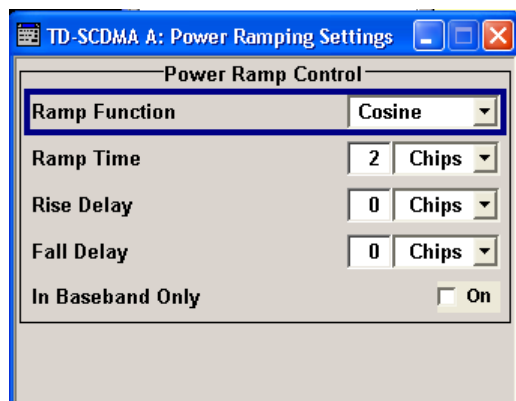 TD-SCDMA A: Power Ramping Settings
Power Ramp Control
Ramp Function Cosine
Ramp Time 2 Chips
Rise Delay 0 Chips
Fall Delay 0 Chips
In Baseband Only On